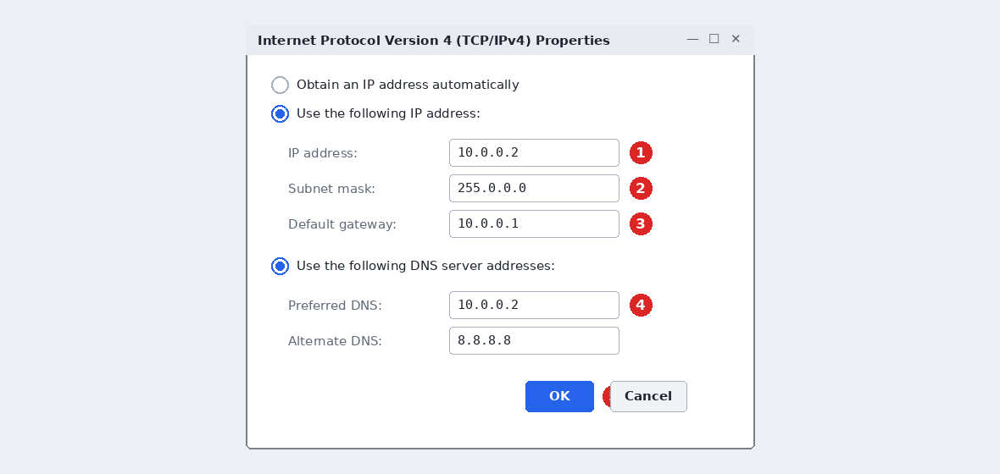 Internet Protocol Version 4 (TCP/IPv4) Properties — ☐ ✕
Obtain an IP address automatically
Use the following IP address:
IP address: 10.0.0.2 1
Subnet mask: 255.0.0.0 2
Default gateway: 10.0.0.1 3
Use the following DNS server addresses:
Preferred DNS: 10.0.0.2 4
Alternate DNS: 8.8.8.8
OK Cancel